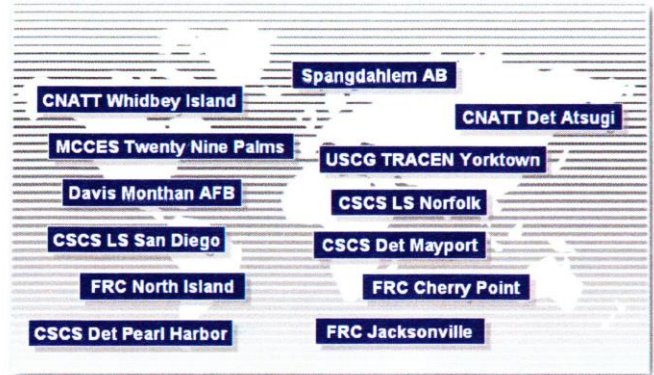 Spangdahlem AB
CNATT Whidbey Island
CNATT Det Atsugi
MCCES Twenty Nine Palms
USCG TRACEN Yorktown
Davis Monthan AFB
CSCS LS Norfolk
CSCS LS San Diego
CSCS Det Mayport
FRC North Island
FRC Cherry Point
CSCS Det Pearl Harbor
FRC Jacksonville